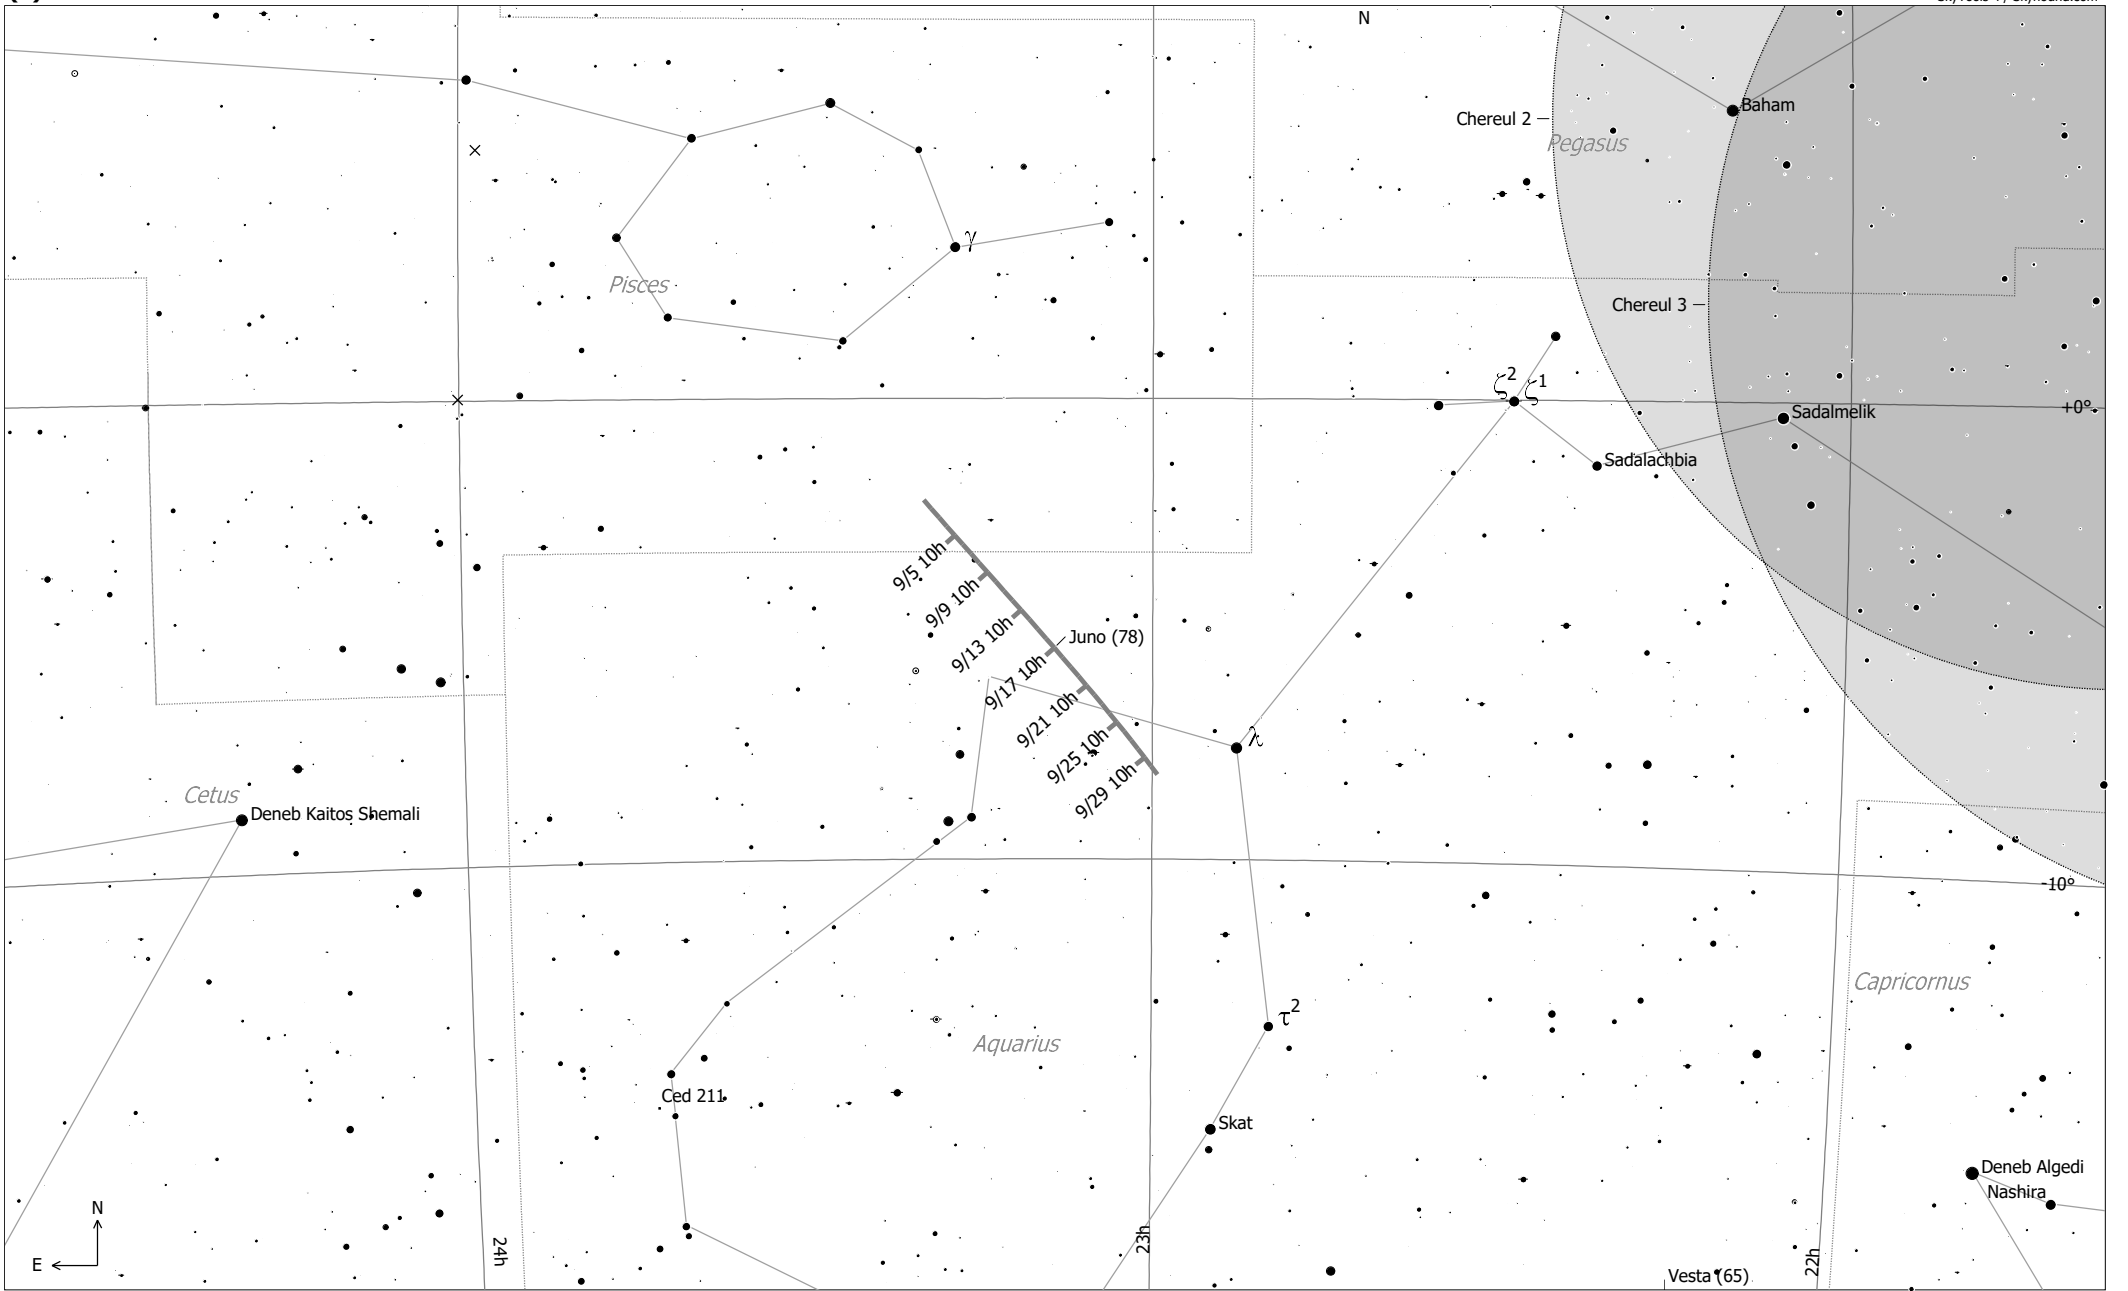 N
Baham
Chereul 2
Pegasus
γ
Pisces
Chereul 3
ζ2 ζ1
Sadalmelik
+0°
Sadalachbia
9/5 10h
9/9 10h
9/13 10h
Juno (78)
9/17 10h
9/21 10h
9/25 10h
9/29 10h
λ
Cetus
Deneb Kaitos Shemali
-10°
Capricornus
τ2
Aquarius
Ced 211
Skat
Deneb Algedi
Nashira
N
E
24h
23h
22h
Vesta (65)